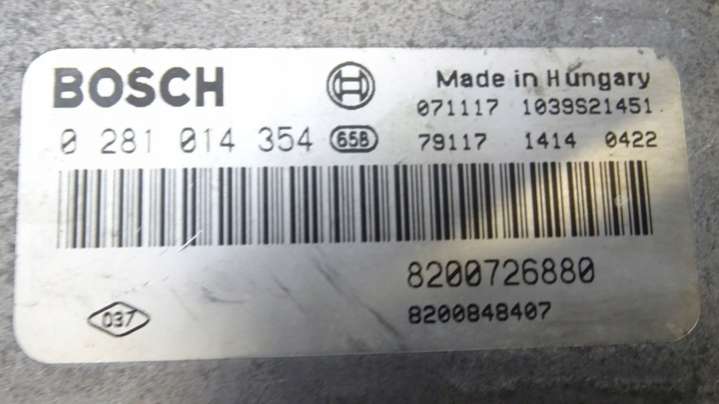 BOSCH Made in Hungary
071117 1039S21451
0 281 014 354 65B 79117 1414 0422
8200726880
037 8200848407